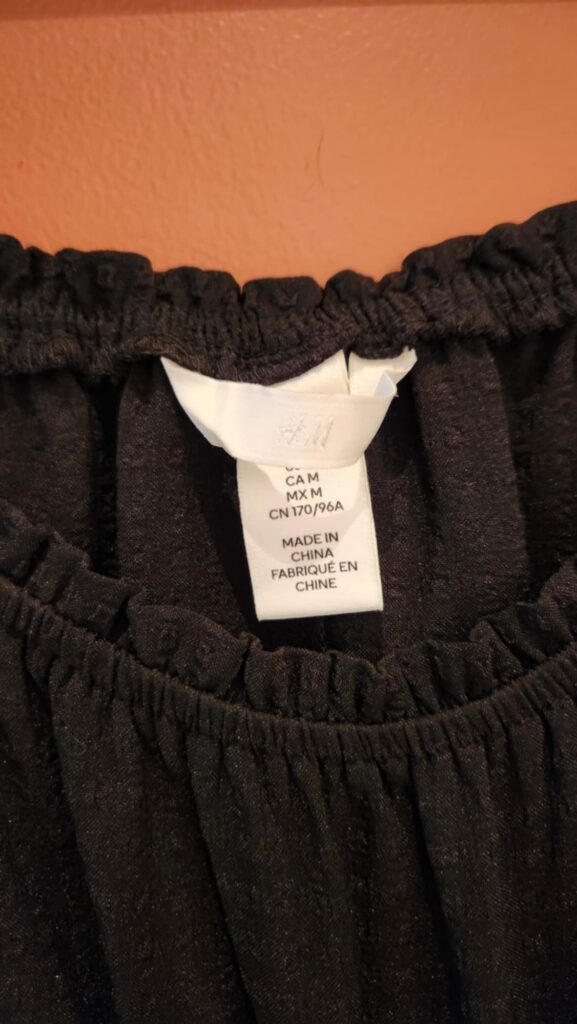 H&M
CA M
MX M
CN 170/96A
MADE IN
CHINA
FABRIQUÉ EN
CHINE